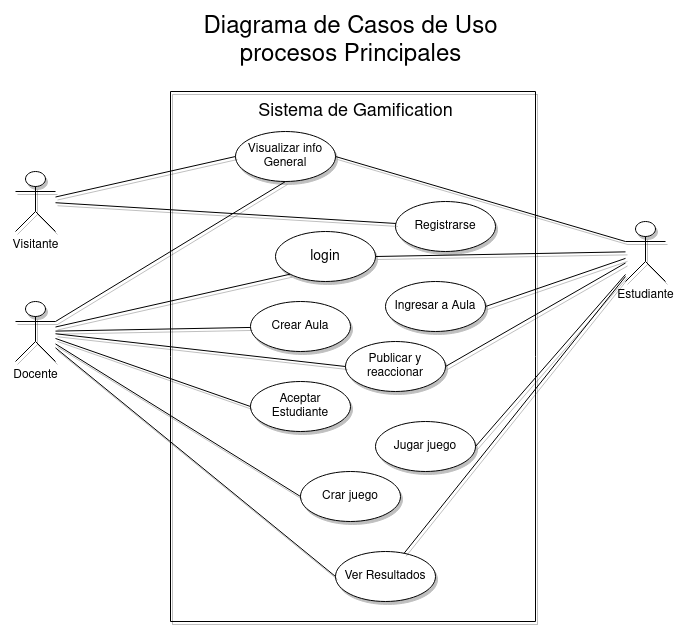 Diagrama de Casos de Uso
procesos Principales
Sistema de Gamification
Visualizar info
General
Visitante
Registrarse
login
Estudiante
Ingresar a Aula
Crear Aula
Docente
Publicar y
reaccionar
Aceptar
Estudiante
Jugar juego
Crar juego
Ver Resultados